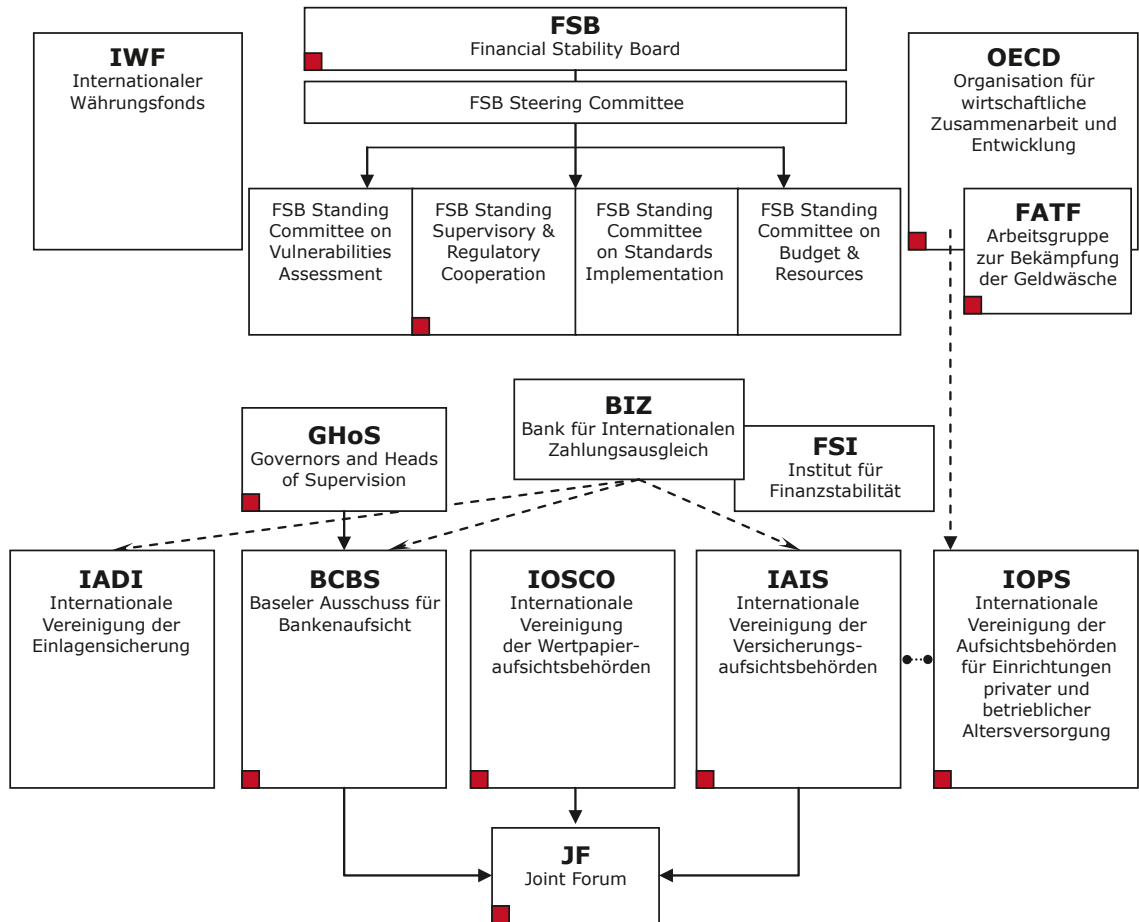 FSB
Financial Stability Board
IWF
Internationaler
Währungsfonds
OECD
Organisation für
wirtschaftliche
Zusammenarbeit und
Entwicklung
FSB Steering Committee
FSB Standing
Committee on
Vulnerabilities
Assessment
FSB Standing
Supervisory &
Regulatory
Cooperation
FSB Standing
Committee
on Standards
Implementation
FSB Standing
Committee on
Budget &
Resources
FATF
Arbeitsgruppe
zur Bekämpfung
der Geldwäsche
BIZ
Bank für Internationalen
Zahlungsausgleich
GHoS
Governors and Heads
of Supervision
FSI
Institut für
Finanzstabilität
IADI
Internationale
Vereinigung der
Einlagensicherung
BCBS
Baseler Ausschuss für
Bankenaufsicht
IOSCO
Internationale
Vereinigung
der Wertpapier-
aufsichtsbehörden
IAIS
Internationale
Vereinigung der
Versicherungs-
aufsichtsbehörden
IOPS
Internationale
Vereinigung der
Aufsichtsbehörden
für Einrichtungen
privater und
betrieblicher
Altersversorgung
JF
Joint Forum